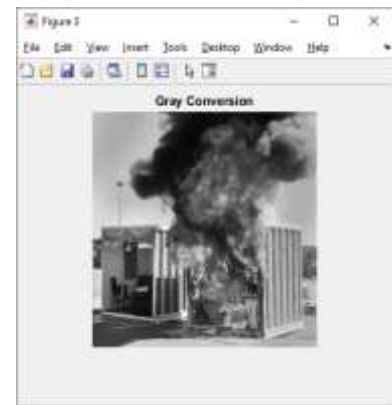 Figure 3
File Edit View Insert Tools Desktop Window Help
Gray Conversion